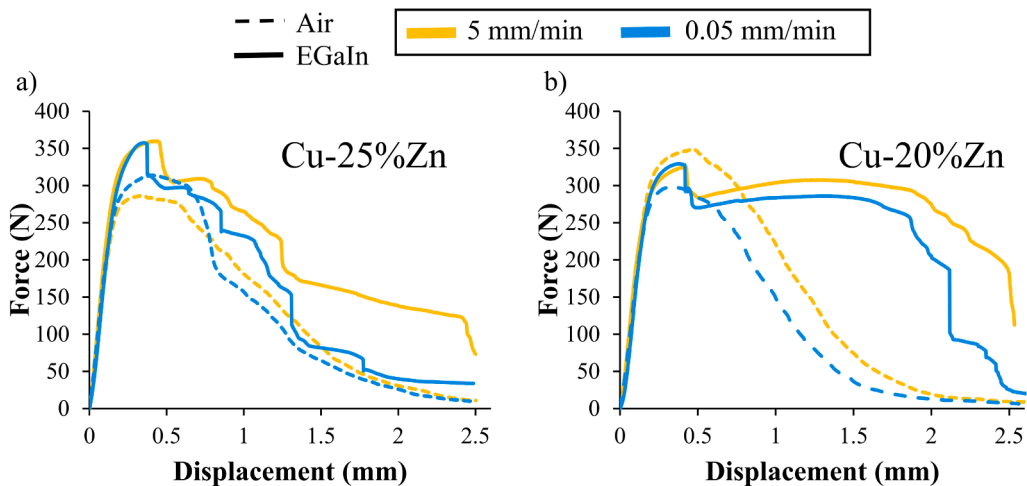 Air
EGaIn
5 mm/min 0.05 mm/min
a) b)
Cu-25%Zn Cu-20%Zn
Force (N) Force (N)
400 400
350 350
300 300
250 250
200 200
150 150
100 100
50 50
0 0
0 0.5 1 1.5 2 2.5 0 0.5 1 1.5 2 2.5
Displacement (mm) Displacement (mm)